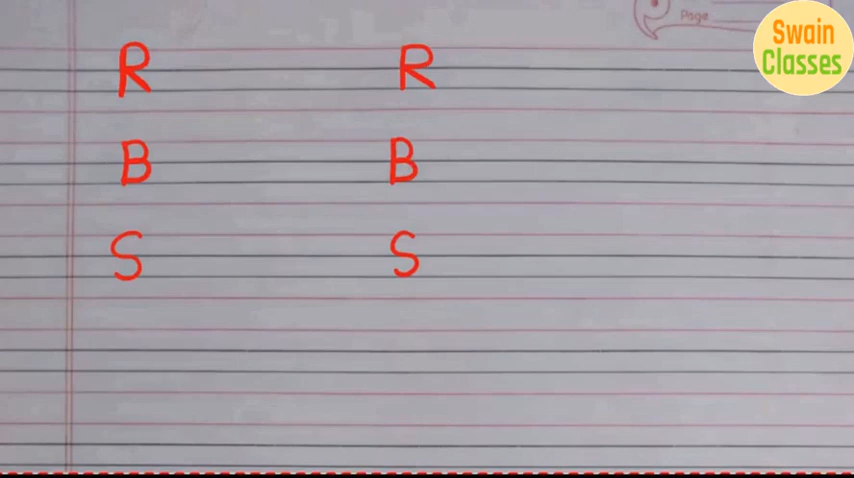 Page
Swain
Classes
R R
B B
S S